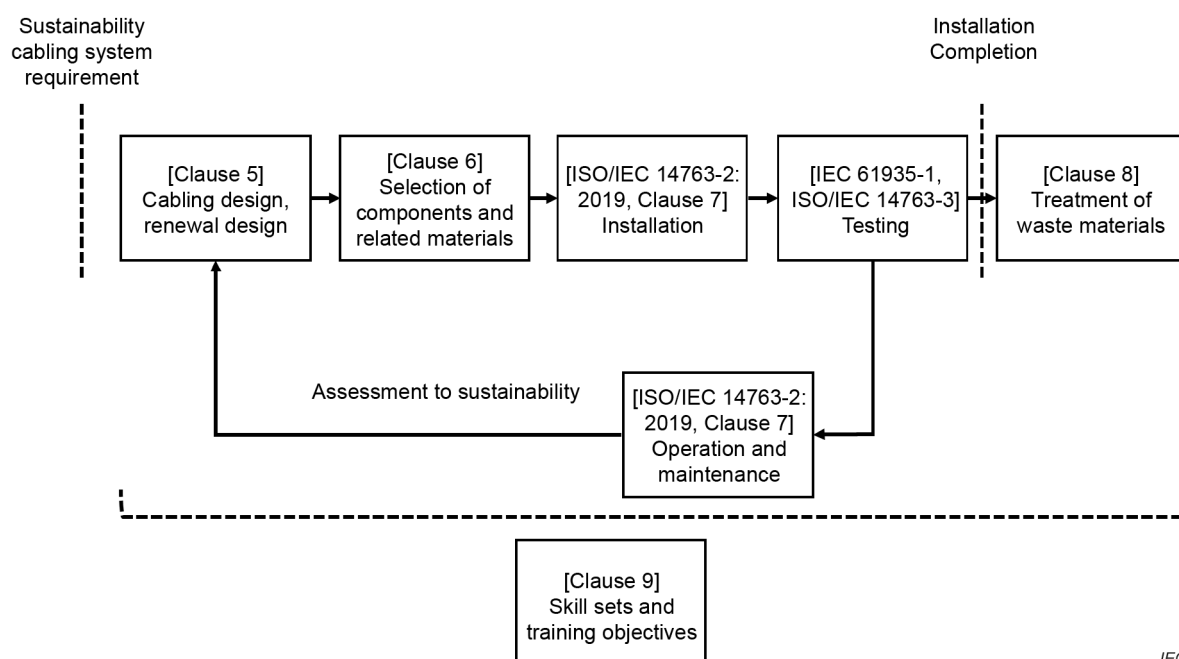 Sustainability
cabling system
requirement
Installation
Completion
[Clause 5]
Cabling design,
renewal design
[Clause 6]
Selection of
components and
related materials
[ISO/IEC 14763-2:
2019, Clause 7]
Installation
[IEC 61935-1,
ISO/IEC 14763-3]
Testing
[Clause 8]
Treatment of
waste materials
Assessment to sustainability
[ISO/IEC 14763-2:
2019, Clause 7]
Operation and
maintenance
[Clause 9]
Skill sets and
training objectives
IEC